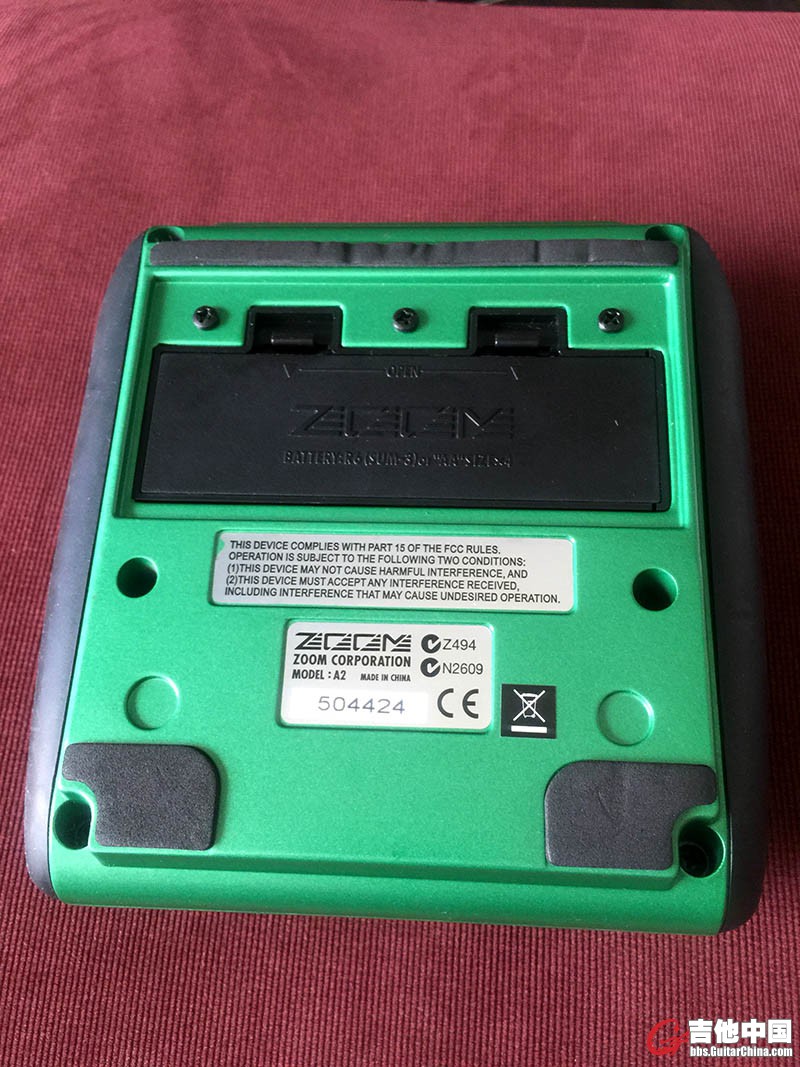 OPEN
ZOOM
BATTERY:R6(SUM-3)or"AA"SIZEx4
THIS DEVICE COMPLIES WITH PART 15 OF THE FCC RULES.
OPERATION IS SUBJECT TO THE FOLLOWING TWO CONDITIONS:
(1)THIS DEVICE MAY NOT CAUSE HARMFUL INTERFERENCE, AND
(2)THIS DEVICE MUST ACCEPT ANY INTERFERENCE RECEIVED,
INCLUDING INTERFERENCE THAT MAY CAUSE UNDESIRED OPERATION.
ZOOM Z494
ZOOM CORPORATION N2609
MODEL : A2 MADE IN CHINA
504424 CE
吉他中国
bbs.GuitarChina.com